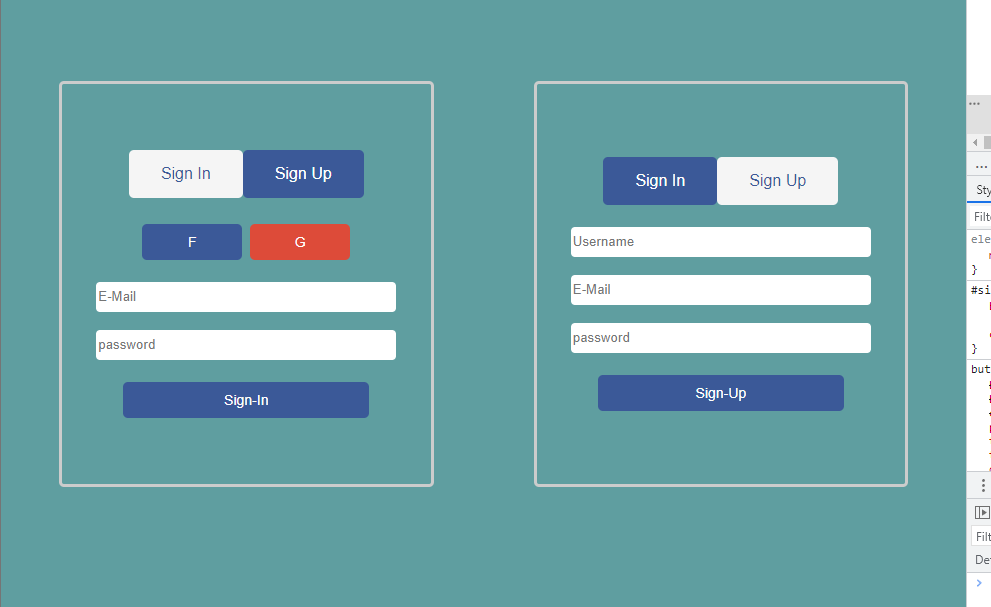 Sign In Sign Up
F G
E-Mail
password
Sign-In
Sign In Sign Up
Username
E-Mail
password
Sign-Up
...
Sty
Filt
ele
}
#si
}
but
Filt
De